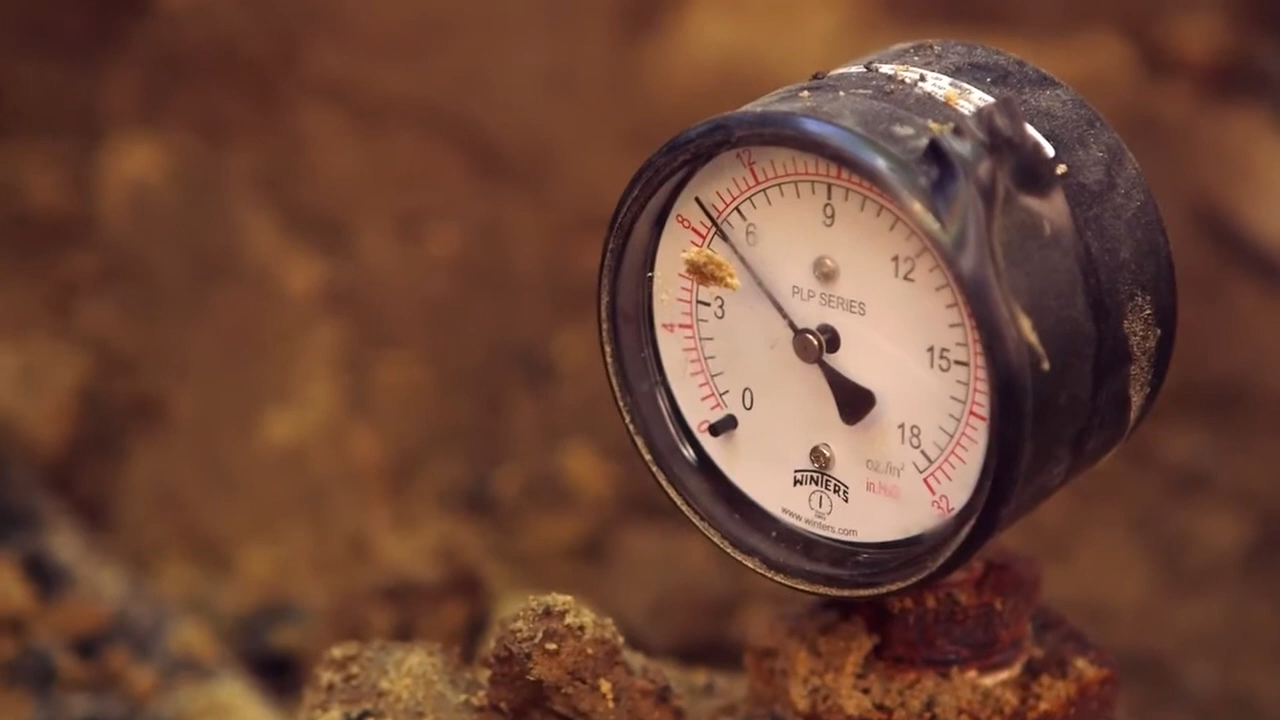 12
8
9
6
12
PLP SERIES
3
4
15
0
0
18
oz/in²
in.H₂O
32
WINTERS
www.winters.com